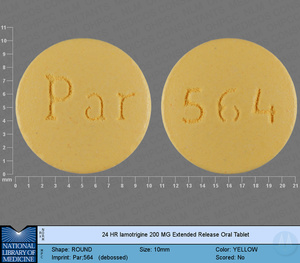 Par
564
11
10
9
8
7
6
5
4
3
2
1
0
mm
0 1 2 3 4 5 6 7 8 9 10 11 12 13 14 15 16 17 18 19 20 21
24 HR lamotrigine 200 MG Extended Release Oral Tablet
NATIONAL
LIBRARY OF
MEDICINE
Shape: ROUND
Size: 10mm
Color: YELLOW
Imprint: Par;564 (debossed)
Scored: No